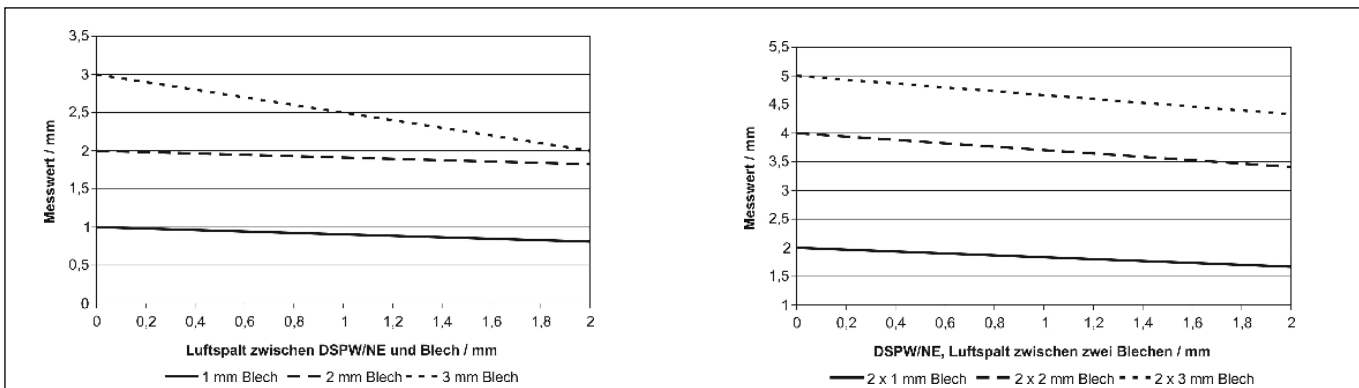 3,5
3
2,5
2
1,5
1
0,5
0
0 0,2 0,4 0,6 0,8 1 1,2 1,4 1,6 1,8 2
Messwert / mm
Luftspalt zwischen DSPW/NE und Blech / mm
1 mm Blech 2 mm Blech 3 mm Blech
5,5
5
4,5
4
3,5
3
2,5
2
1,5
1
0 0,2 0,4 0,6 0,8 1 1,2 1,4 1,6 1,8 2
Messwert / mm
DSPW/NE, Luftspalt zwischen zwei Blechen / mm
2 x 1 mm Blech 2 x 2 mm Blech 2 x 3 mm Blech